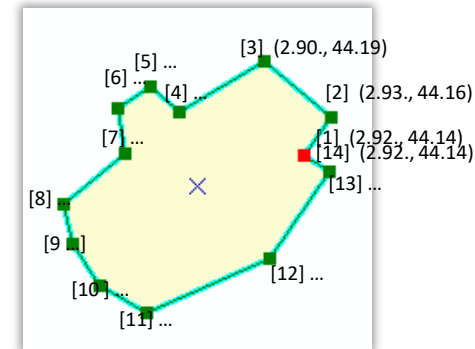 [3] (2.90., 44.19)
[5] ...
[6] ...
[4] ...
[2] (2.93., 44.16)
[1] (2.92., 44.14)
[7] ...
[14] (2.92., 44.14)
[13] ...
[8] ...
[9 ...]
[12] ...
[10] ...
[11] ...